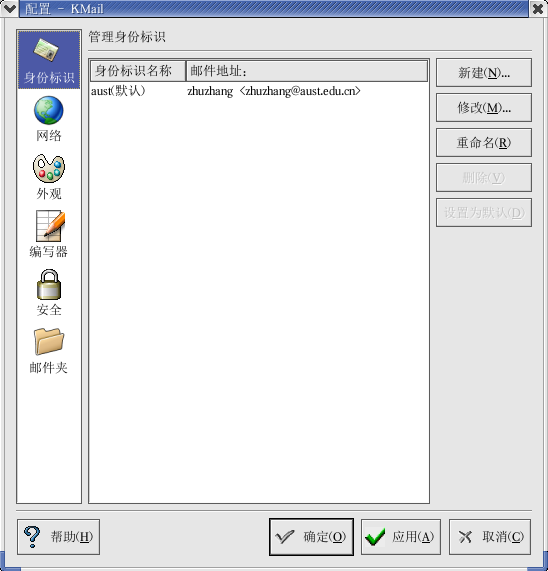 配置 - KMail
管理身份标识
身份标识
网络
外观
编写器
安全
邮件夹
身份标识名称 邮件地址:
aust(默认) zhuzhang <zhuzhang@aust.edu.cn>
新建(N)...
修改(M)...
重命名(R)
删除(V)
设置为默认(D)
帮助(H) 确定(O) 应用(A) 取消(C)